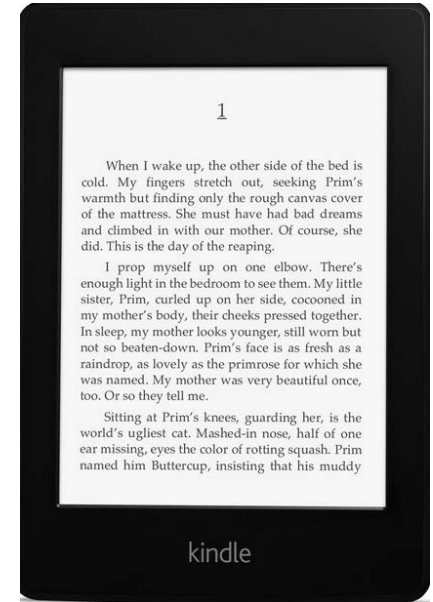 1
When I wake up, the other side of the bed is
cold. My fingers stretch out, seeking Prim's
warmth but finding only the rough canvas cover
of the mattress. She must have had bad dreams
and climbed in with our mother. Of course, she
did. This is the day of the reaping.
I prop myself up on one elbow. There's
enough light in the bedroom to see them. My little
sister, Prim, curled up on her side, cocooned in
my mother's body, their cheeks pressed together.
In sleep, my mother looks younger, still worn but
not so beaten-down. Prim's face is as fresh as a
raindrop, as lovely as the primrose for which she
was named. My mother was very beautiful once,
too. Or so they tell me.
Sitting at Prim's knees, guarding her, is the
world's ugliest cat. Mashed-in nose, half of one
ear missing, eyes the color of rotting squash. Prim
named him Buttercup, insisting that his muddy
kindle